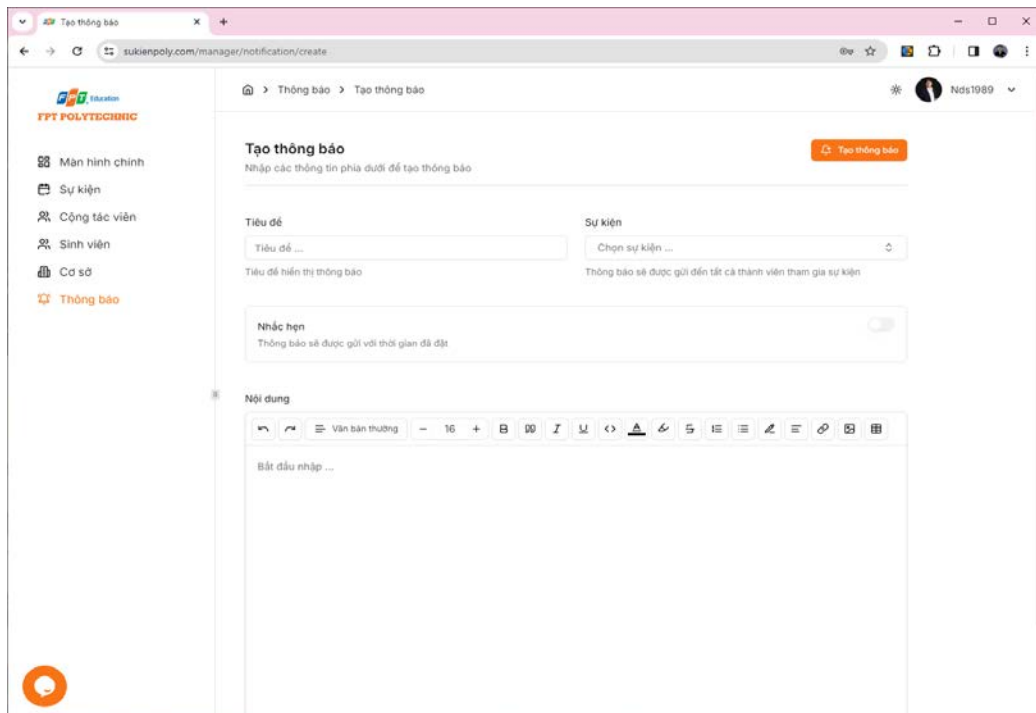 Tạo thông báo
sukienpoly.com/manager/notification/create
FPT Education
FPT POLYTECHNIC
Thông báo > Tạo thông báo
Nds1989
Màn hình chính
Sự kiện
Cộng tác viên
Sinh viên
Cơ sở
Thông báo
Tạo thông báo
Tạo thông báo
Nhập các thông tin phía dưới để tạo thông báo
Tiêu đề
Sự kiện
Tiêu đề ...
Chọn sự kiện ...
Tiêu đề hiển thị thông báo
Thông báo sẽ được gửi đến tất cả thành viên tham gia sự kiện
Nhắc hẹn
Thông báo sẽ được gửi với thời gian đã đặt
Nội dung
Văn bản thường − 16 + B I U <> A S
Bắt đầu nhập ...